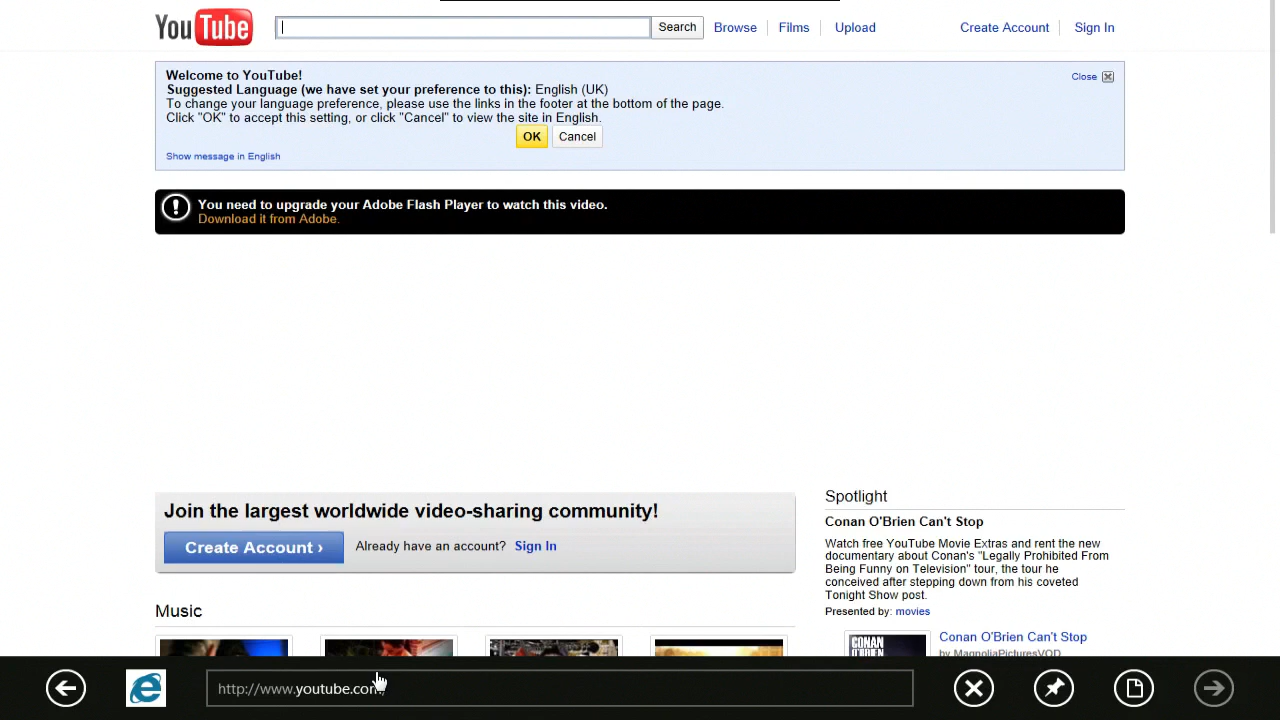 YouTube Search Browse Films Upload Create Account Sign In
Welcome to YouTube! Close
Suggested Language (we have set your preference to this): English (UK)
To change your language preference, please use the links in the footer at the bottom of the page.
Click "OK" to accept this setting, or click "Cancel" to view the site in English.
OK Cancel
Show message in English
You need to upgrade your Adobe Flash Player to watch this video.
Download it from Adobe.
Join the largest worldwide video-sharing community!
Create Account › Already have an account? Sign In
Music
Spotlight
Conan O'Brien Can't Stop
Watch free YouTube Movie Extras and rent the new
documentary about Conan's "Legally Prohibited From
Being Funny on Television" tour, the tour he
conceived after stepping down from his coveted
Tonight Show post.
Presented by: movies
CONAN
O'BRIEN
Conan O'Brien Can't Stop
by MagnoliaPicturesVOD
http://www.youtube.com/